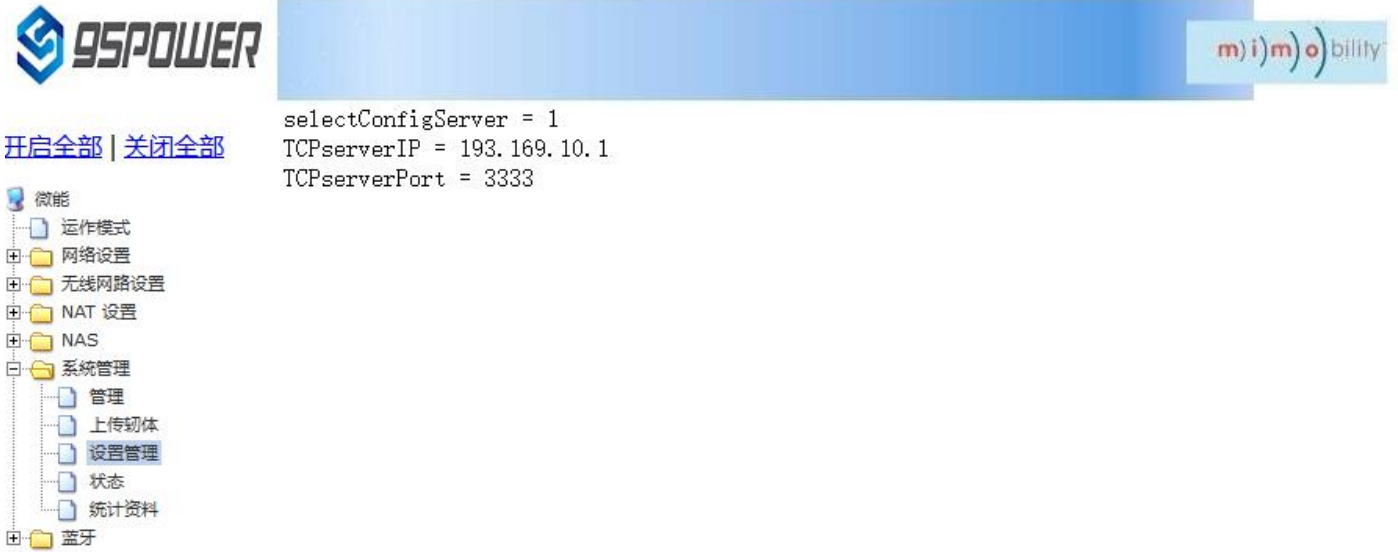 95POWER
m)i)m)o)bility
开启全部 | 关闭全部
selectConfigServer = 1
TCPserverIP = 193.169.10.1
TCPserverPort = 3333
微能
运作模式
网络设置
无线网路设置
NAT 设置
NAS
系统管理
管理
上传轫体
设置管理
状态
统计资料
蓝牙